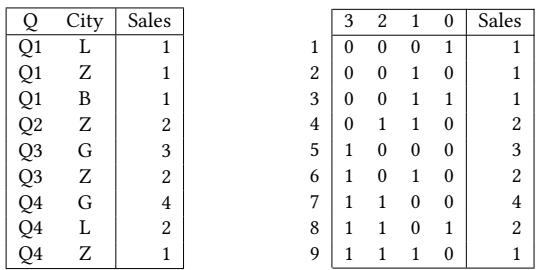 Q City Sales 3 2 1 0 Sales
Q1 L 1 1 0 0 0 1 1
Q1 Z 1 2 0 0 1 0 1
Q1 B 1 3 0 0 1 1 1
Q2 Z 2 4 0 1 1 0 2
Q3 G 3 5 1 0 0 0 3
Q3 Z 2 6 1 0 1 0 2
Q4 G 4 7 1 1 0 0 4
Q4 L 2 8 1 1 0 1 2
Q4 Z 1 9 1 1 1 0 1